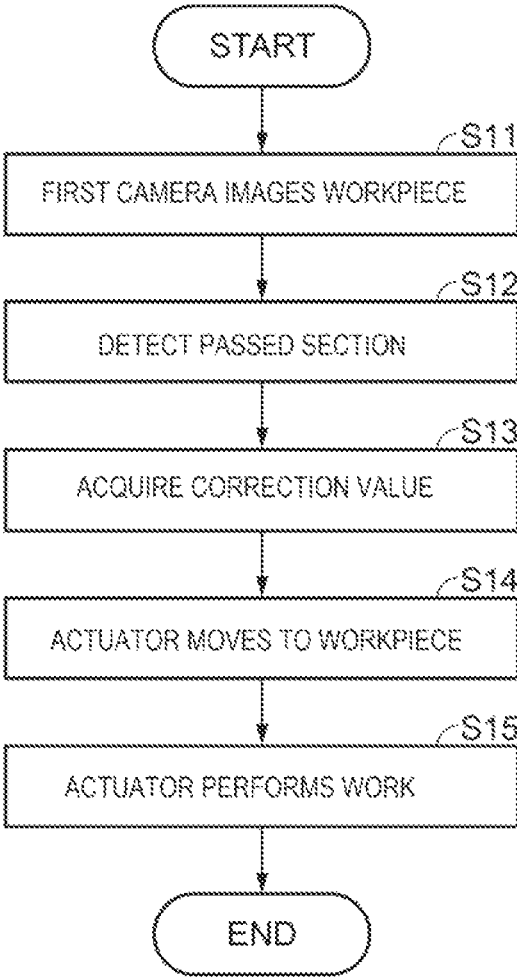 START
S11
FIRST CAMERA IMAGES WORKPIECE
S12
DETECT PASSED SECTION
S13
ACQUIRE CORRECTION VALUE
S14
ACTUATOR MOVES TO WORKPIECE
S15
ACTUATOR PERFORMS WORK
END